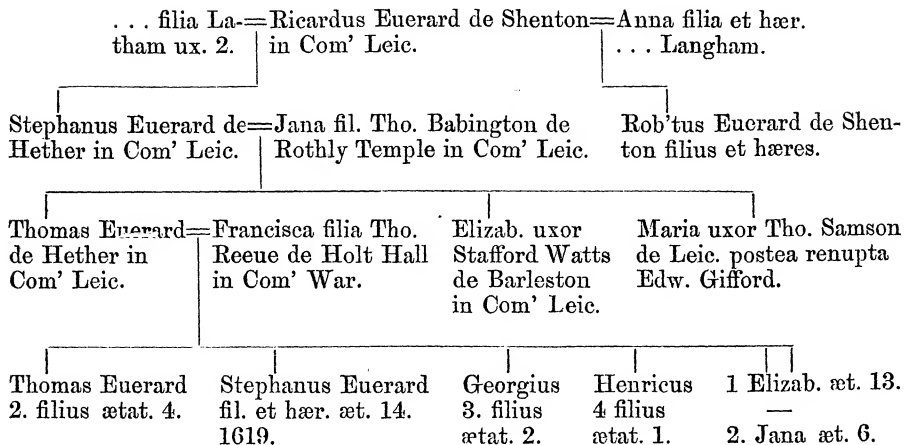 . . . filia La-
tham ux. 2.
Ricardus Euerard de Shenton
in Com' Leic.
Anna filia et hær.
. . . Langham.
Stephanus Euerard de
Hether in Com' Leic.
Jana fil. Tho. Babington de
Rothly Temple in Com' Leic.
Rob'tus Euerard de Shen-
ton filius et hæres.
Thomas Euerard
de Hether in
Com' Leic.
Francisca filia Tho.
Reeue de Holt Hall
in Com' War.
Elizab. uxor
Stafford Watts
de Barleston
in Com' Leic.
Maria uxor Tho. Samson
de Leic. postea renupta
Edw. Gifford.
Thomas Euerard
2. filius ætat. 4.
Stephanus Euerard
fil. et hær. æt. 14.
1619.
Georgius
3. filius
ætat. 2.
Henricus
4 filius
ætat. 1.
1 Elizab. æt. 13.
—
2. Jana æt. 6.